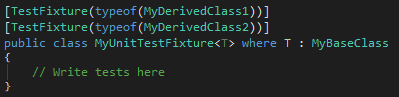 [TestFixture(typeof(MyDerivedClass1))]
[TestFixture(typeof(MyDerivedClass2))]
public class MyUnitTestFixture<T> where T : MyBaseClass
{
    // Write tests here
}